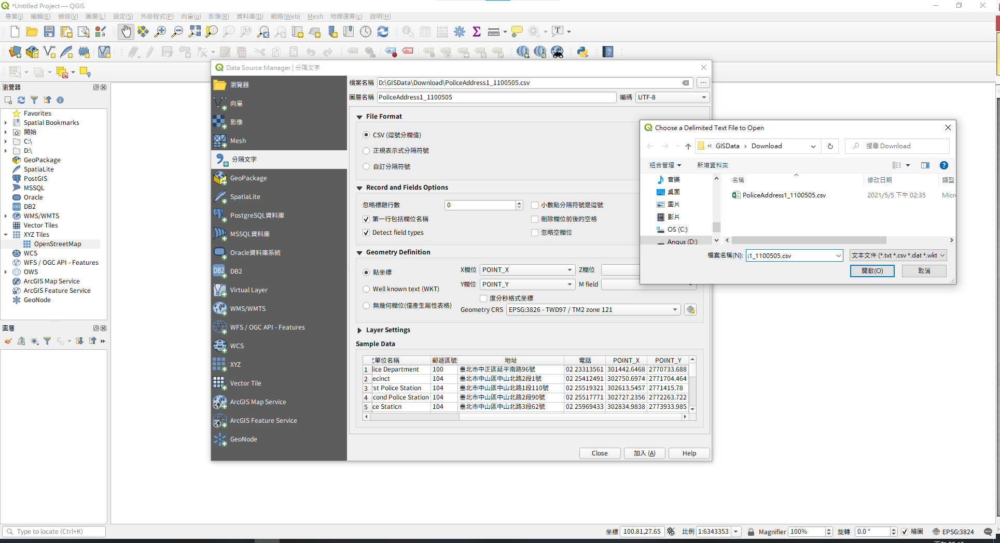 *Untitled Project — QGIS
專案(j) 編輯(E) 檢視(V) 圖層(L) 設定(S) 外掛程式(P) 向量(o) 影像(R) 資料庫(D) 網路(Web) Mesh 地理運算(c) 說明(H)
瀏覽器
Favorites
Spatial Bookmarks
開始
C:\
D:\
GeoPackage
SpatiaLite
PostGIS
MSSQL
Oracle
DB2
WMS/WMTS
Vector Tiles
XYZ Tiles
OpenStreetMap
WCS
WFS / OGC API - Features
OWS
ArcGIS Map Service
ArcGIS Feature Service
GeoNode
圖層
Data Source Manager | 分隔文字
瀏覽器
向量
影像
Mesh
分隔文字
GeoPackage
SpatiaLite
PostgreSQL資料庫
MSSQL資料庫
Oracle資料庫系統
DB2
Virtual Layer
WMS/WMTS
WFS / OGC API - Features
WCS
XYZ
Vector Tile
ArcGIS Map Service
ArcGIS Feature Service
GeoNode
檔案名稱 D:\GISData\Download\PoliceAddress1_1100505.csv
圖層名稱 PoliceAddress1_1100505 編碼 UTF-8
File Format
CSV (逗號分欄值)
正規表示式分隔符號
自訂分隔符號
Record and Fields Options
忽略標題行數 0 小數點分隔符號是逗號
第一行包括欄位名稱 刪除欄位前後的空格
Detect field types 忽略空欄位
Geometry Definition
點坐標 X欄位 POINT_X Z欄位
Y欄位 POINT_Y M field
Well known text (WKT)
度分秒格式坐標
無幾何欄位(僅產生屬性表格) Geometry CRS EPSG:3826 - TWD97 / TM2 zone 121
Layer Settings
Sample Data
單位名稱 郵遞區號 地址 電話 POINT_X POINT_Y
1 lice Department 100 臺北市中正區延平南路96號 02 23313561 301442.6468 2770733.688
2 ecinct 104 臺北市中山區中山北路2段1號 02 25412491 302750.6974 2771704.464
3 rst Police Station 104 臺北市中山區中山北路1段110號 02 25519321 302613.5457 2771415.78
4 cond Police Station 104 臺北市中山區中山北路2段90號 02 25517771 302727.2356 2772263.722
5 ce Staticn 104 臺北市中山區中山北路3段62號 02 25969433 302834.9838 2773933.985
Close 加入 (A) Help
Choose a Delimited Text File to Open
« GISData › Download 搜尋 Download
組合管理 新增資料夾
音樂
桌面
圖片
影片
OS (C:)
Angus (D:)
名稱 修改日期 類型
PoliceAddress1_1100505.csv 2021/5/5 下午 02:35 Micr
檔案名稱(N): 1_1100505.csv 文本文件 (*.txt *.csv *.dat *.wkt
開啟(O) 取消
Type to locate (Ctrl+K) 坐標 100.81,27.65 比例 1:6343353 Magnifier 100% 旋轉 0.0 ° 繪圖 EPSG:3824